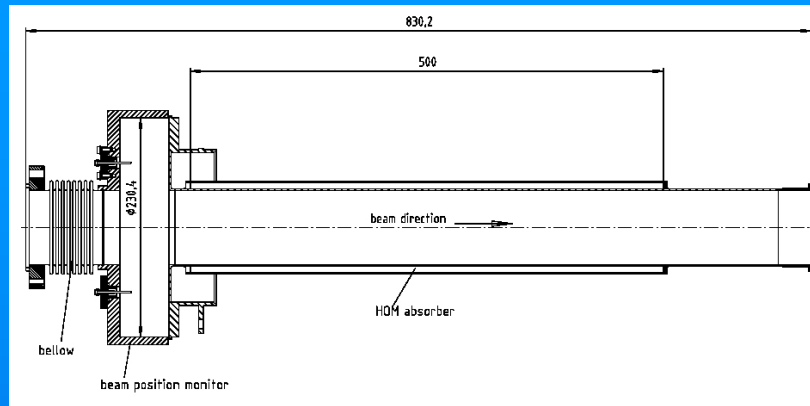 830,2
500
Φ230,4
beam direction
HOM absorber
bellow
beam position monitor